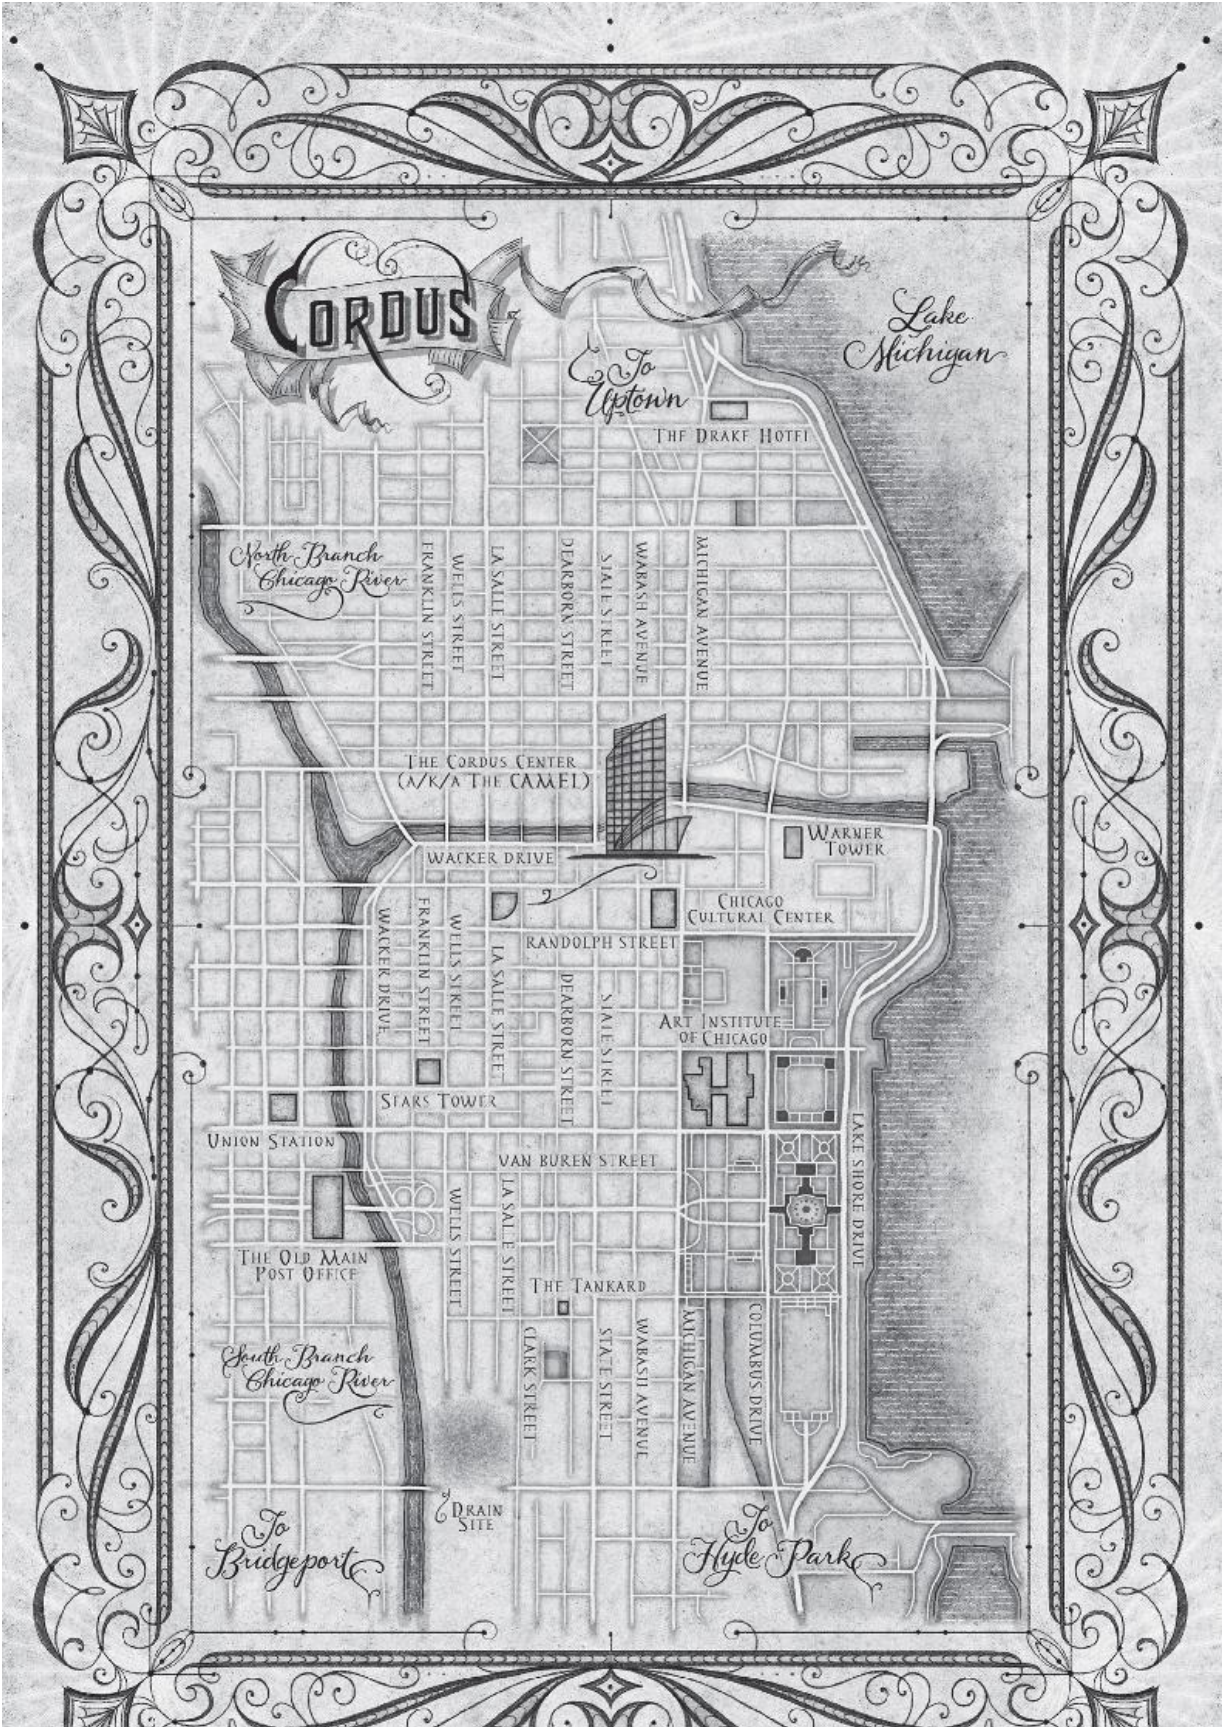 CORDUS
Lake
Michigan
To
Uptown
THE DRAKE HOTEL
North Branch
Chicago River
FRANKLIN STREET
WELLS STREET
LA SALLE STREET
DEARBORN STREET
STATE STREET
WABASH AVENUE
MICHIGAN AVENUE
THE CORDUS CENTER
(A/K/A THE CAMEL)
WARNER
TOWER
WACKER DRIVE
CHICAGO
CULTURAL CENTER
RANDOLPH STREET
WACKER DRIVE
FRANKLIN STREET
WELLS STREET
LA SALLE STREET
DEARBORN STREET
STATE STREET
ART INSTITUTE
OF CHICAGO
SEARS TOWER
UNION STATION
LAKE SHORE DRIVE
VAN BUREN STREET
WELLS STREET
LA SALLE STREET
THE OLD MAIN
POST OFFICE
THE TANKARD
South Branch
Chicago River
CLARK STREET
STATE STREET
WABASH AVENUE
MICHIGAN AVENUE
COLUMBUS DRIVE
DRAIN
SITE
To
Bridgeport
To
Hyde Park